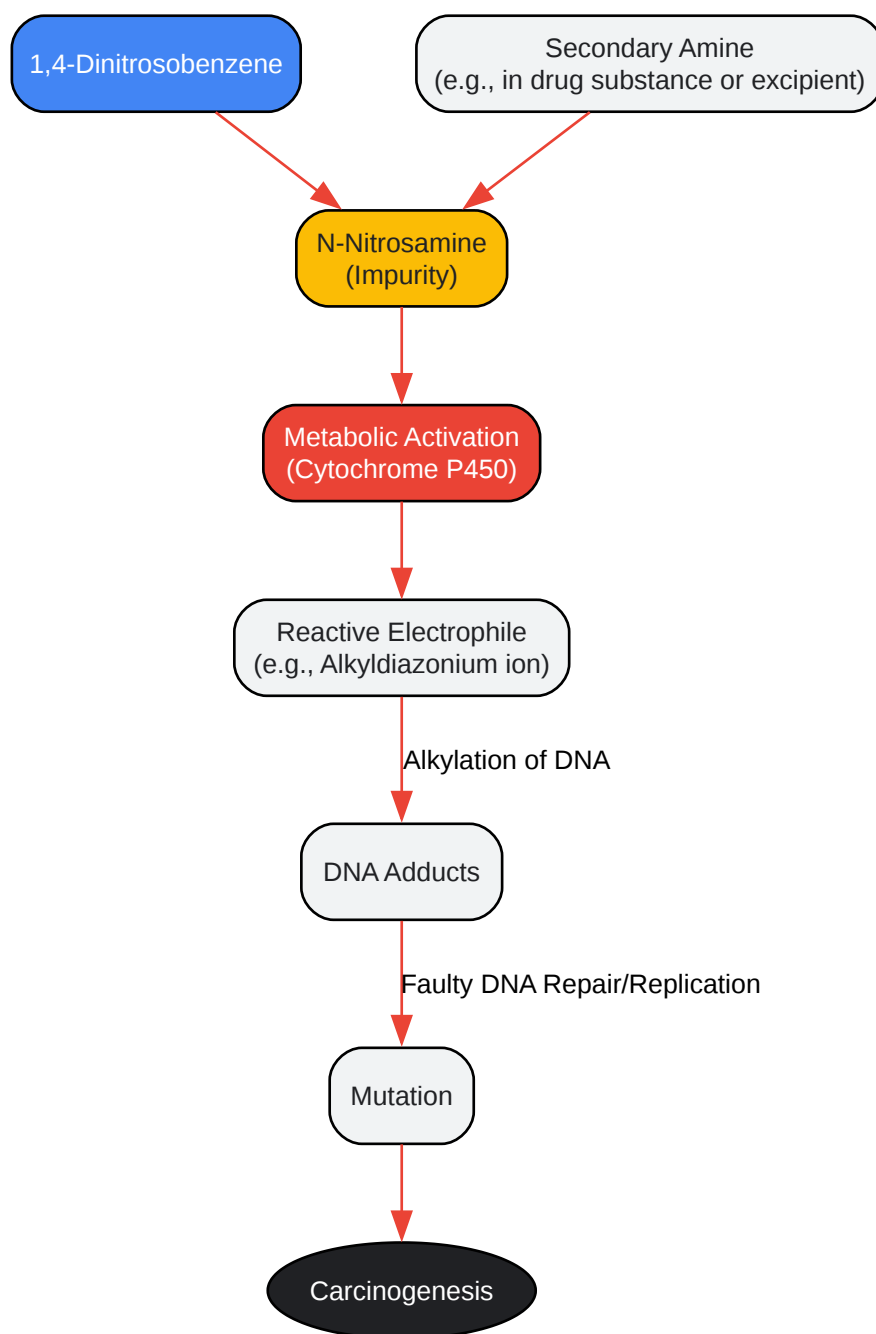 1,4-Dinitrosobenzene
Secondary Amine
(e.g., in drug substance or excipient)
N-Nitrosamine
(Impurity)
Metabolic Activation
(Cytochrome P450)
Reactive Electrophile
(e.g., Alkyldiazonium ion)
Alkylation of DNA
DNA Adducts
Faulty DNA Repair/Replication
Mutation
Carcinogenesis